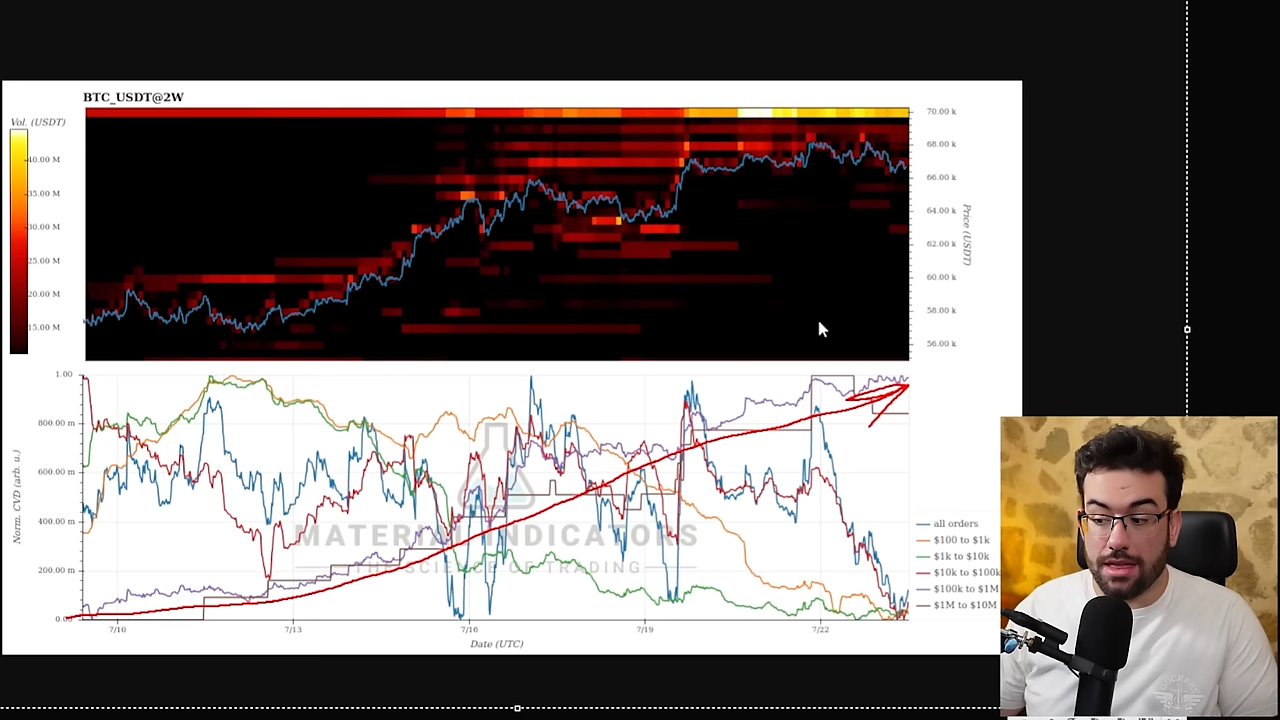 BTC_USDT@2W
Vol. (USDT)
40.00 M
35.00 M
30.00 M
25.00 M
20.00 M
15.00 M
70.00 k
68.00 k
66.00 k
64.00 k
62.00 k
60.00 k
58.00 k
56.00 k
Price (USDT)
1.00
800.00 m
600.00 m
400.00 m
200.00 m
Norm. CVD (arb. u.)
MATERIAL INDICATORS
THE SCIENCE OF TRADING
7/10
7/13
7/16
7/19
7/22
Date (UTC)
all orders
$100 to $1k
$1k to $10k
$10k to $100k
$100k to $1M
$1M to $10M